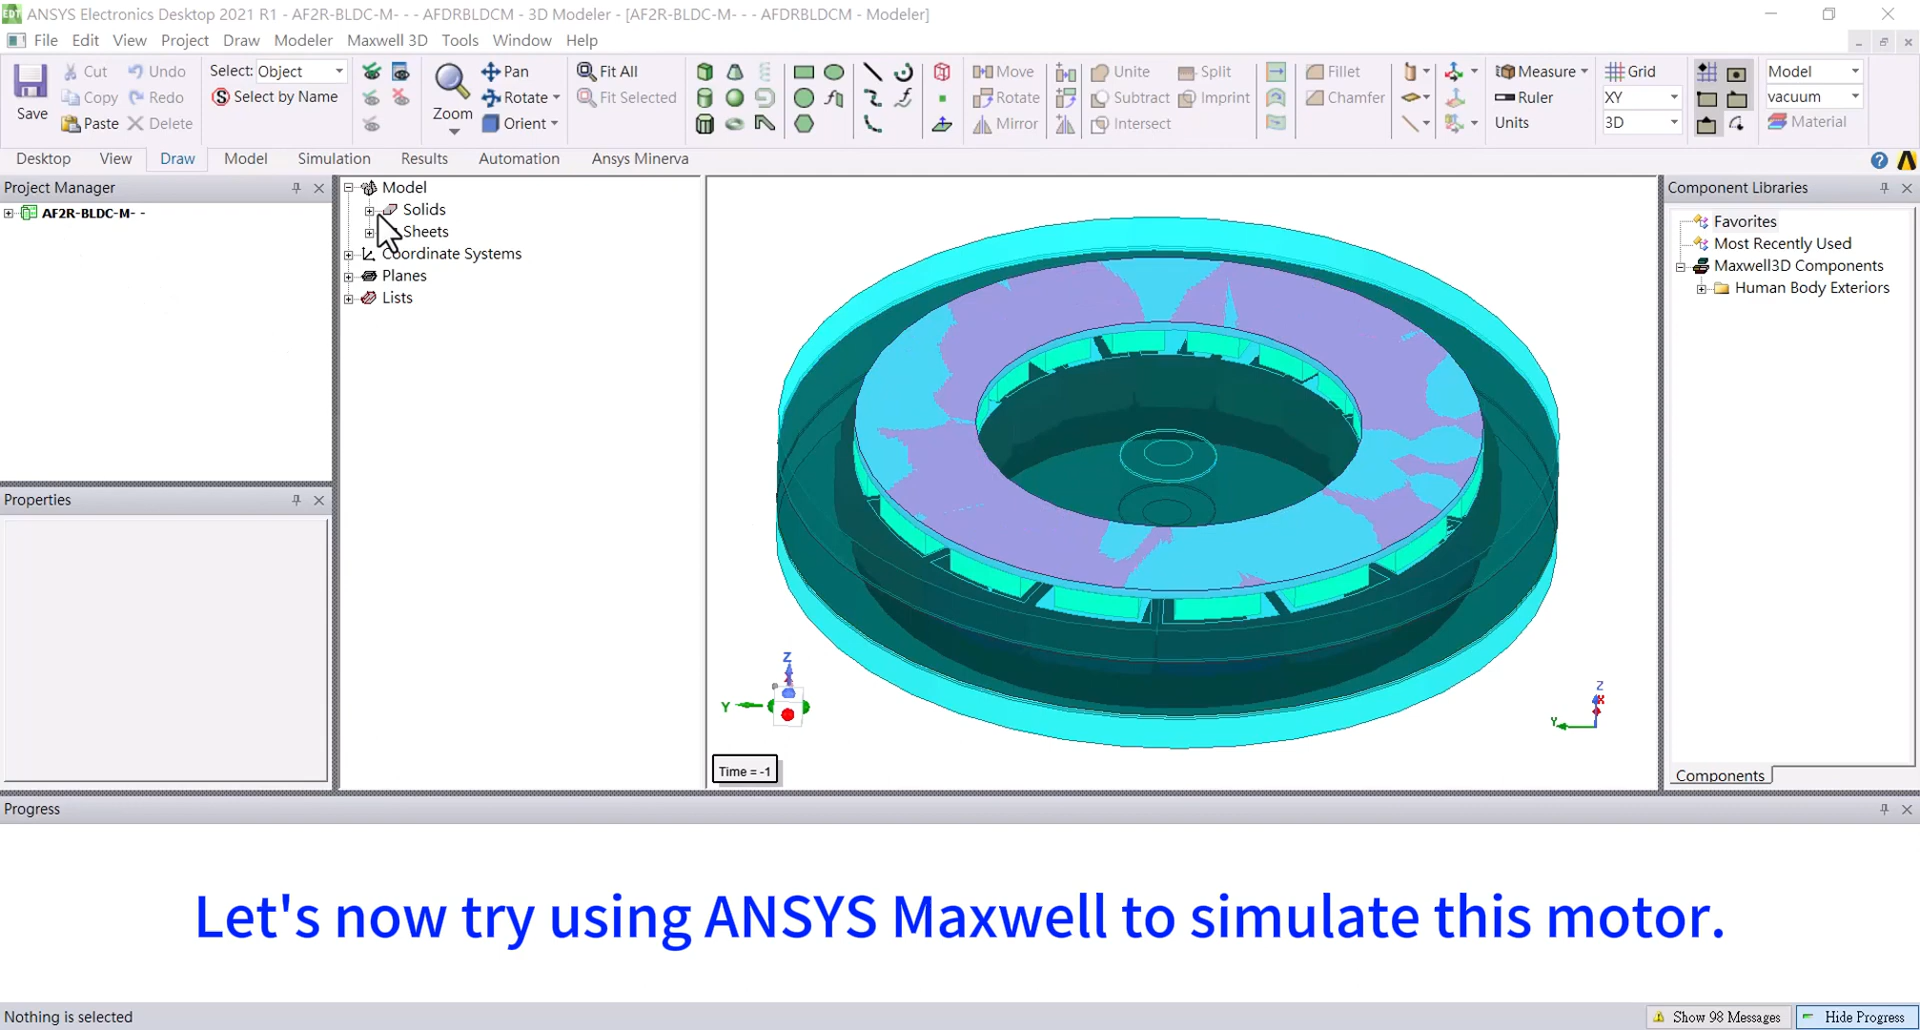 ANSYS Electronics Desktop 2021 R1 - AF2R-BLDC-M- - - AFDRBLDCM - 3D Modeler - [AF2R-BLDC-M- - - AFDRBLDCM - Modeler]
File Edit View Project Draw Modeler Maxwell 3D Tools Window Help
Save
Cut Undo
Copy Redo
Paste Delete
Select: Object
Select by Name
Zoom
Pan
Rotate
Orient
Fit All
Fit Selected
Move
Rotate
Mirror
Unite Split
Subtract Imprint
Intersect
Fillet
Chamfer
Measure
Ruler
Units
Grid
XY
3D
Model
vacuum
Material
Desktop View Draw Model Simulation Results Automation Ansys Minerva
Project Manager
AF2R-BLDC-M- -
Properties
Model
Solids
Sheets
Coordinate Systems
Planes
Lists
Z
Y
Z
X
Y
Time = -1
Component Libraries
Favorites
Most Recently Used
Maxwell3D Components
Human Body Exteriors
Components
Progress
Let's now try using ANSYS Maxwell to simulate this motor.
Nothing is selected
Show 98 Messages
Hide Progress